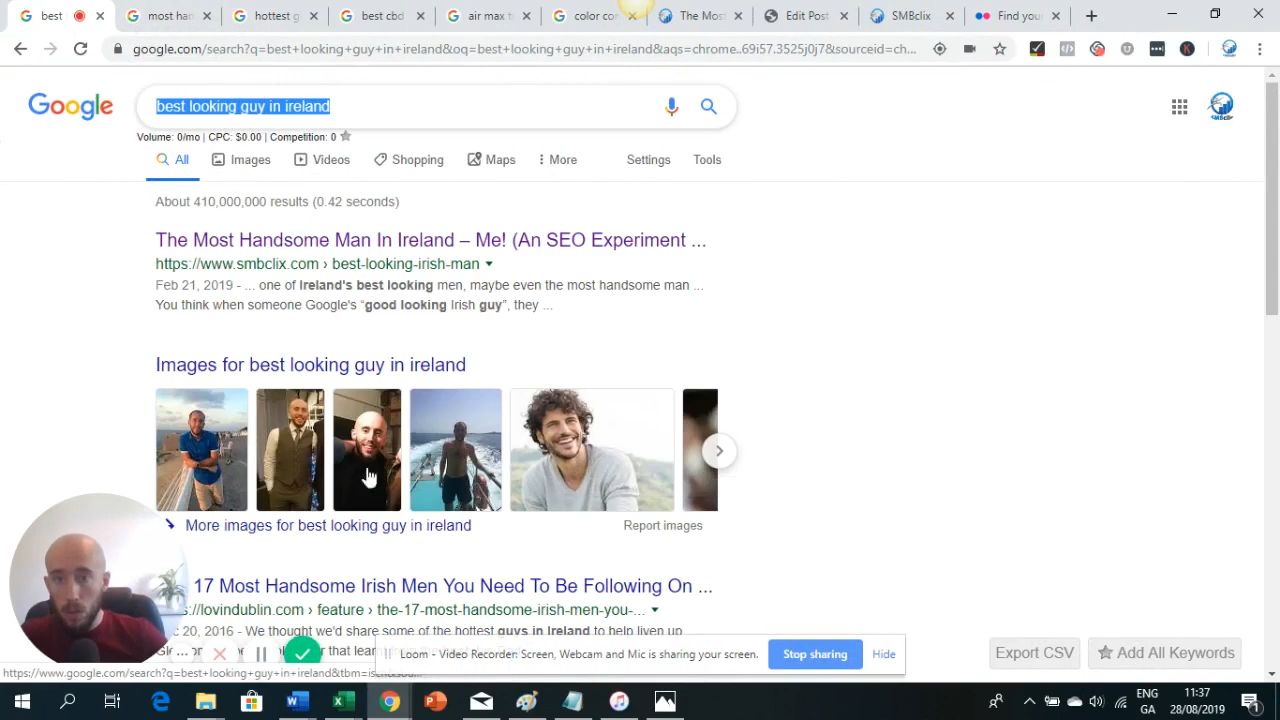 best
most han
hottest g
best cbd
air max t
color co
The Mos
Edit Post
SMBclix
Find you
google.com/search?q=best+looking+guy+in+ireland&oq=best+looking+guy+in+ireland&aqs=chrome..69i57.3525j0j7&sourceid=ch...
Google
best looking guy in ireland
Volume: 0/mo | CPC: $0.00 | Competition: 0
All Images Videos Shopping Maps More Settings Tools
About 410,000,000 results (0.42 seconds)
The Most Handsome Man In Ireland – Me! (An SEO Experiment ...
https://www.smbclix.com › best-looking-irish-man
Feb 21, 2019 - ... one of Ireland's best looking men, maybe even the most handsome man ...
You think when someone Google's “good looking Irish guy”, they ...
Images for best looking guy in ireland
More images for best looking guy in ireland
Report images
17 Most Handsome Irish Men You Need To Be Following On ...
://lovindublin.com › feature › the-17-most-handsome-irish-men-you-...
20, 2016 - We thought we'd share some of the hottest guys in Ireland to help liven up
Loom - Video Recorder: Screen, Webcam and Mic is sharing your screen.
Stop sharing
Hide
Export CSV
Add All Keywords
https://www.google.com/search?q=best+looking+guy+in+ireland&tbm=isch&sou...
ENG
GA
11:37
28/08/2019